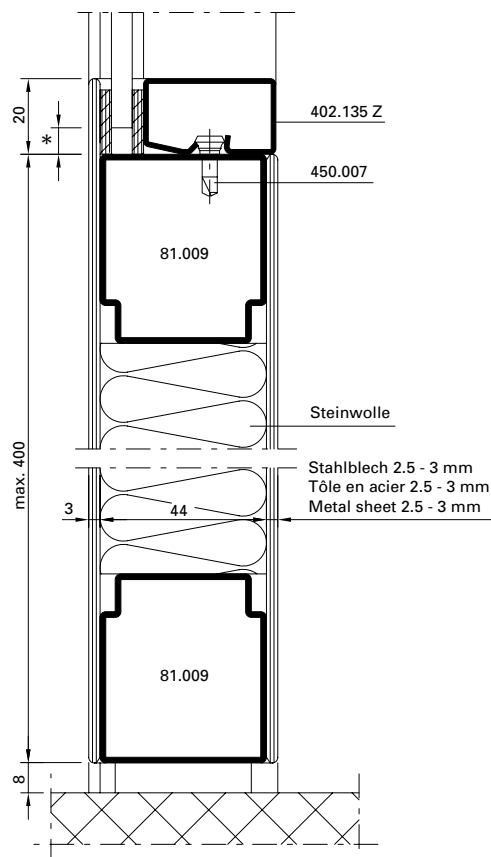 20
402.135 Z
*
450.007
81.009
max. 400
Steinwolle
Stahlblech 2.5 - 3 mm
Tôle en acier 2.5 - 3 mm
Metal sheet 2.5 - 3 mm
3
44
81.009
8